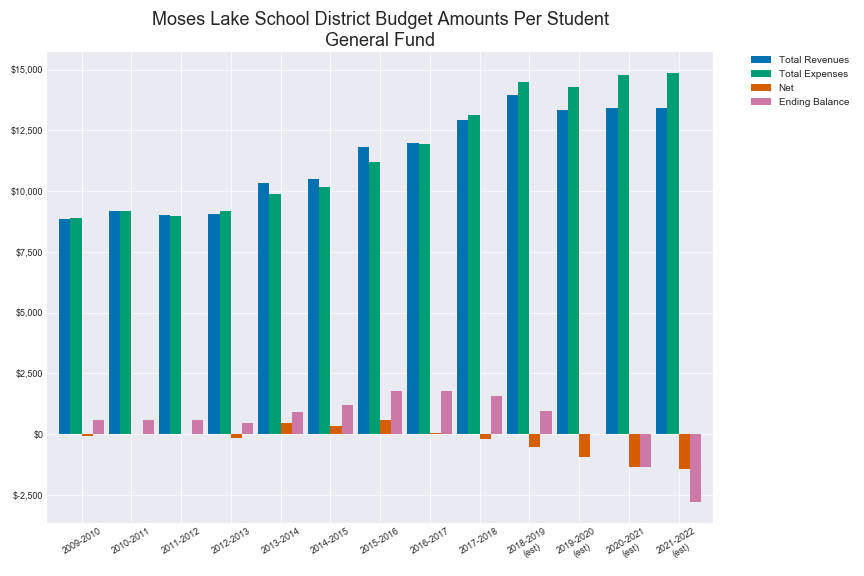 Moses Lake School District Budget Amounts Per Student
General Fund
Total Revenues
Total Expenses
Net
Ending Balance
$15,000
$12,500
$10,000
$7,500
$5,000
$2,500
$0
$-2,500
2009-2010
2010-2011
2011-2012
2012-2013
2013-2014
2014-2015
2015-2016
2016-2017
2017-2018
2018-2019
(est)
2019-2020
(est)
2020-2021
(est)
2021-2022
(est)